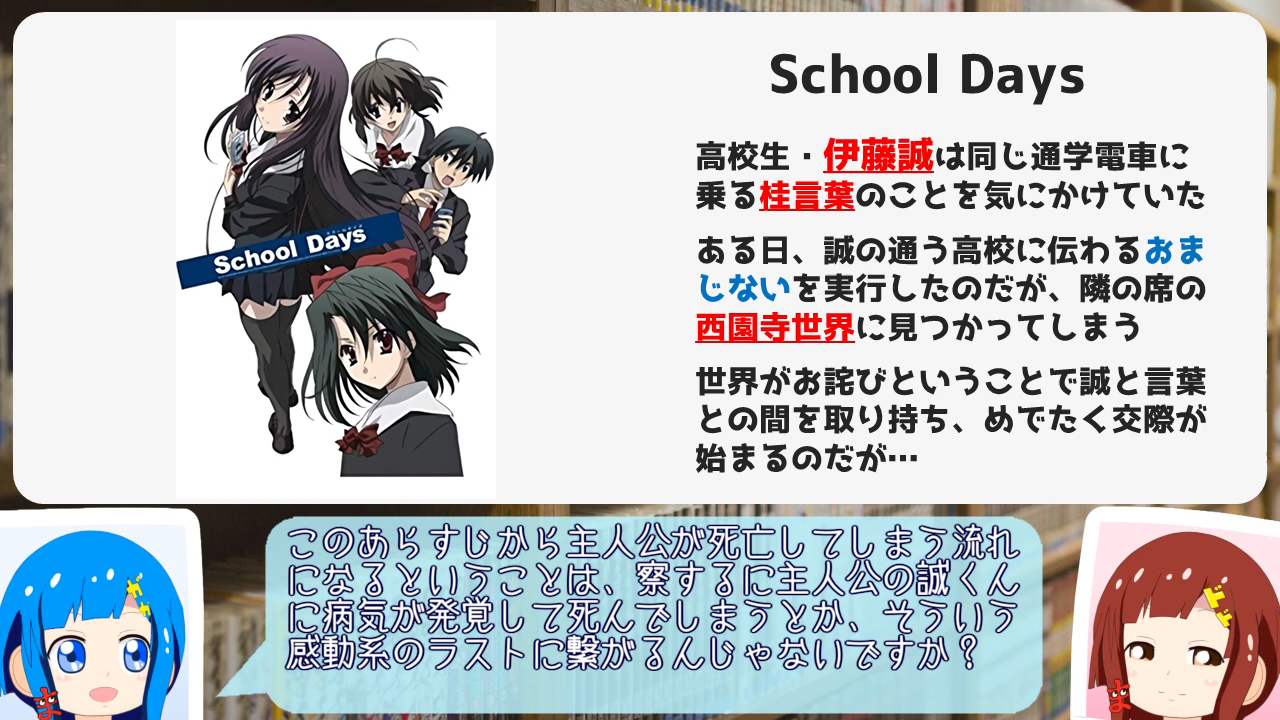 School Days
高校生・伊藤誠は同じ通学電車に
乗る桂言葉のことを気にかけていた
ある日、誠の通う高校に伝わるおま
じないを実行したのだが、隣の席の
西園寺世界に見つかってしまう
世界がお詫びということで誠と言葉
との間を取り持ち、めでたく交際が
始まるのだが…
School Days
このあらすじから主人公が死亡してしまう流れ
になるということは、察するに主人公の誠くん
に病気が発覚して死んでしまうとか、そういう
感動系のラストに繋がるんじゃないですか？